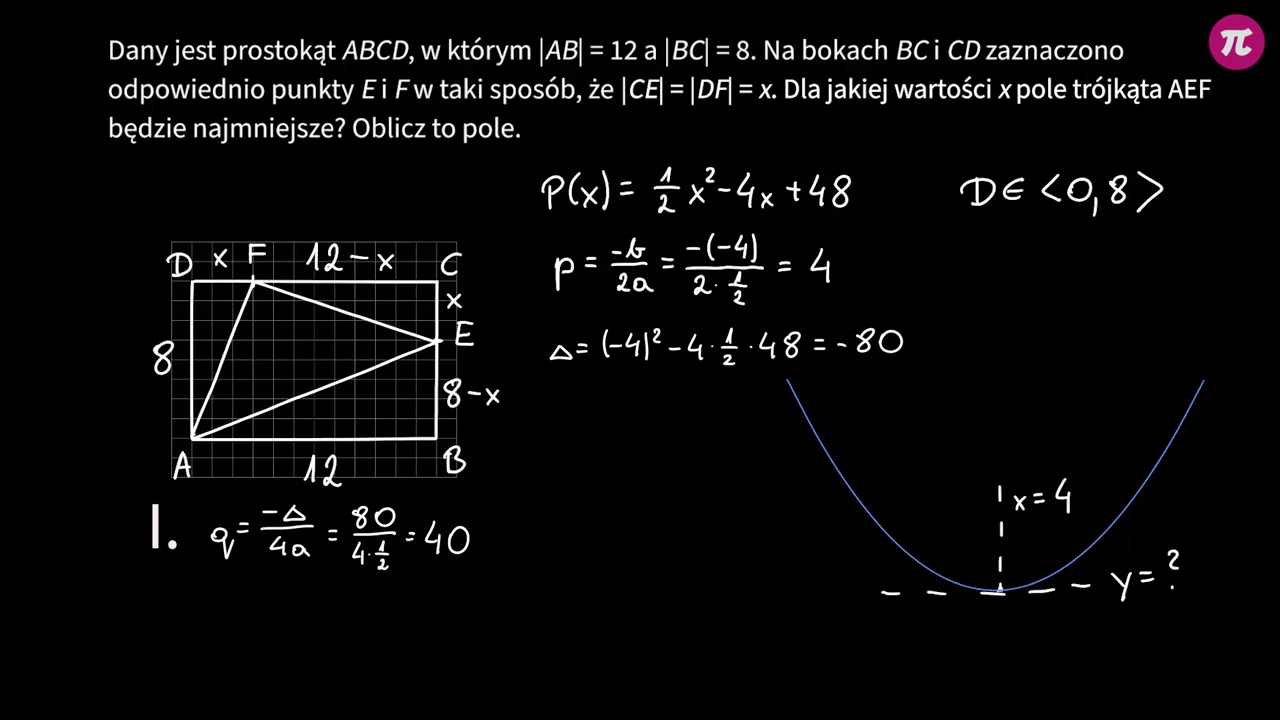 π
Dany jest prostokąt ABCD, w którym |AB| = 12 a |BC| = 8. Na bokach BC i CD zaznaczono
odpowiednio punkty E i F w taki sposób, że |CE| = |DF| = x. Dla jakiej wartości x pole trójkąta AEF
będzie najmniejsze? Oblicz to pole.
P(x) = 1/2 x² - 4x + 48
D ∈ <0,8>
p = -b/2a = -(-4)/2·1/2 = 4
Δ = (-4)² - 4 · 1/2 · 48 = -80
D x F 12-x C
x
E
8
8-x
A 12 B
I. q = -Δ/4a = 80/4·1/2 = 40
x = 4
y = ?